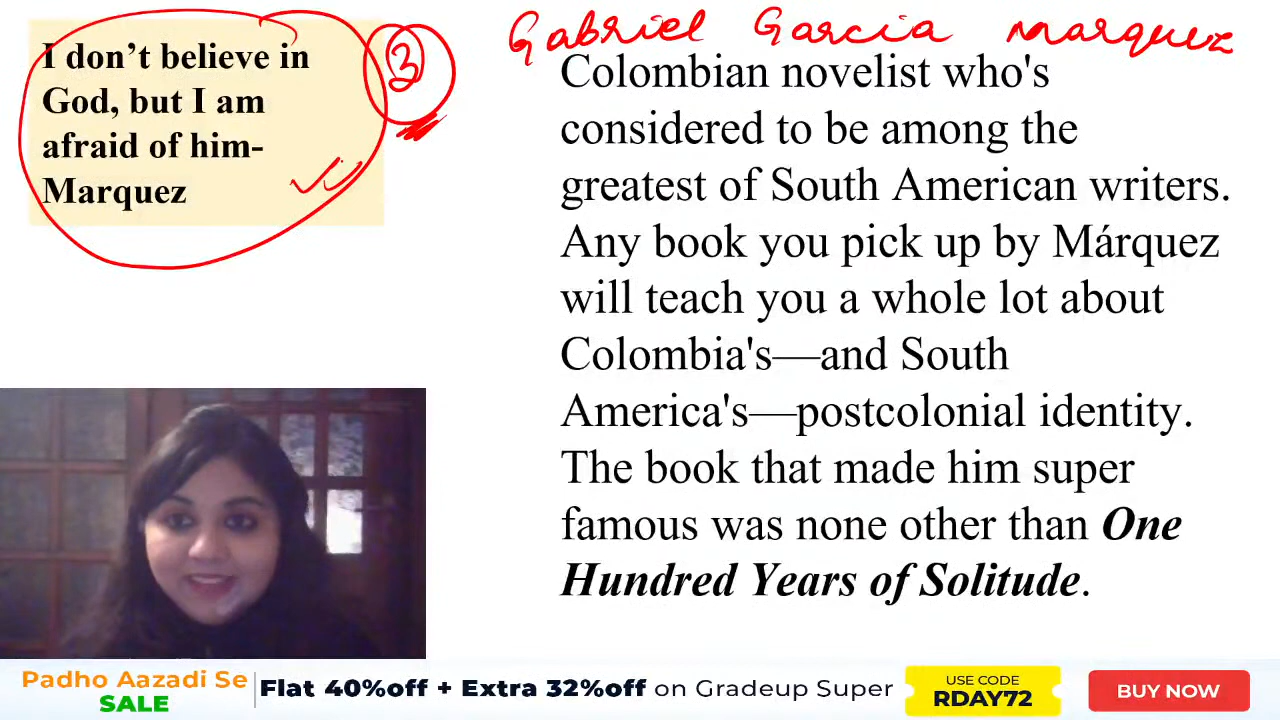 I don’t believe in
God, but I am
afraid of him-
Marquez
3
Gabriel Garcia Marquez
Colombian novelist who's
considered to be among the
greatest of South American writers.
Any book you pick up by Márquez
will teach you a whole lot about
Colombia's—and South
America's—postcolonial identity.
The book that made him super
famous was none other than One
Hundred Years of Solitude.
Padho Aazadi Se
SALE
Flat 40%off + Extra 32%off on Gradeup Super
USE CODE
RDAY72
BUY NOW